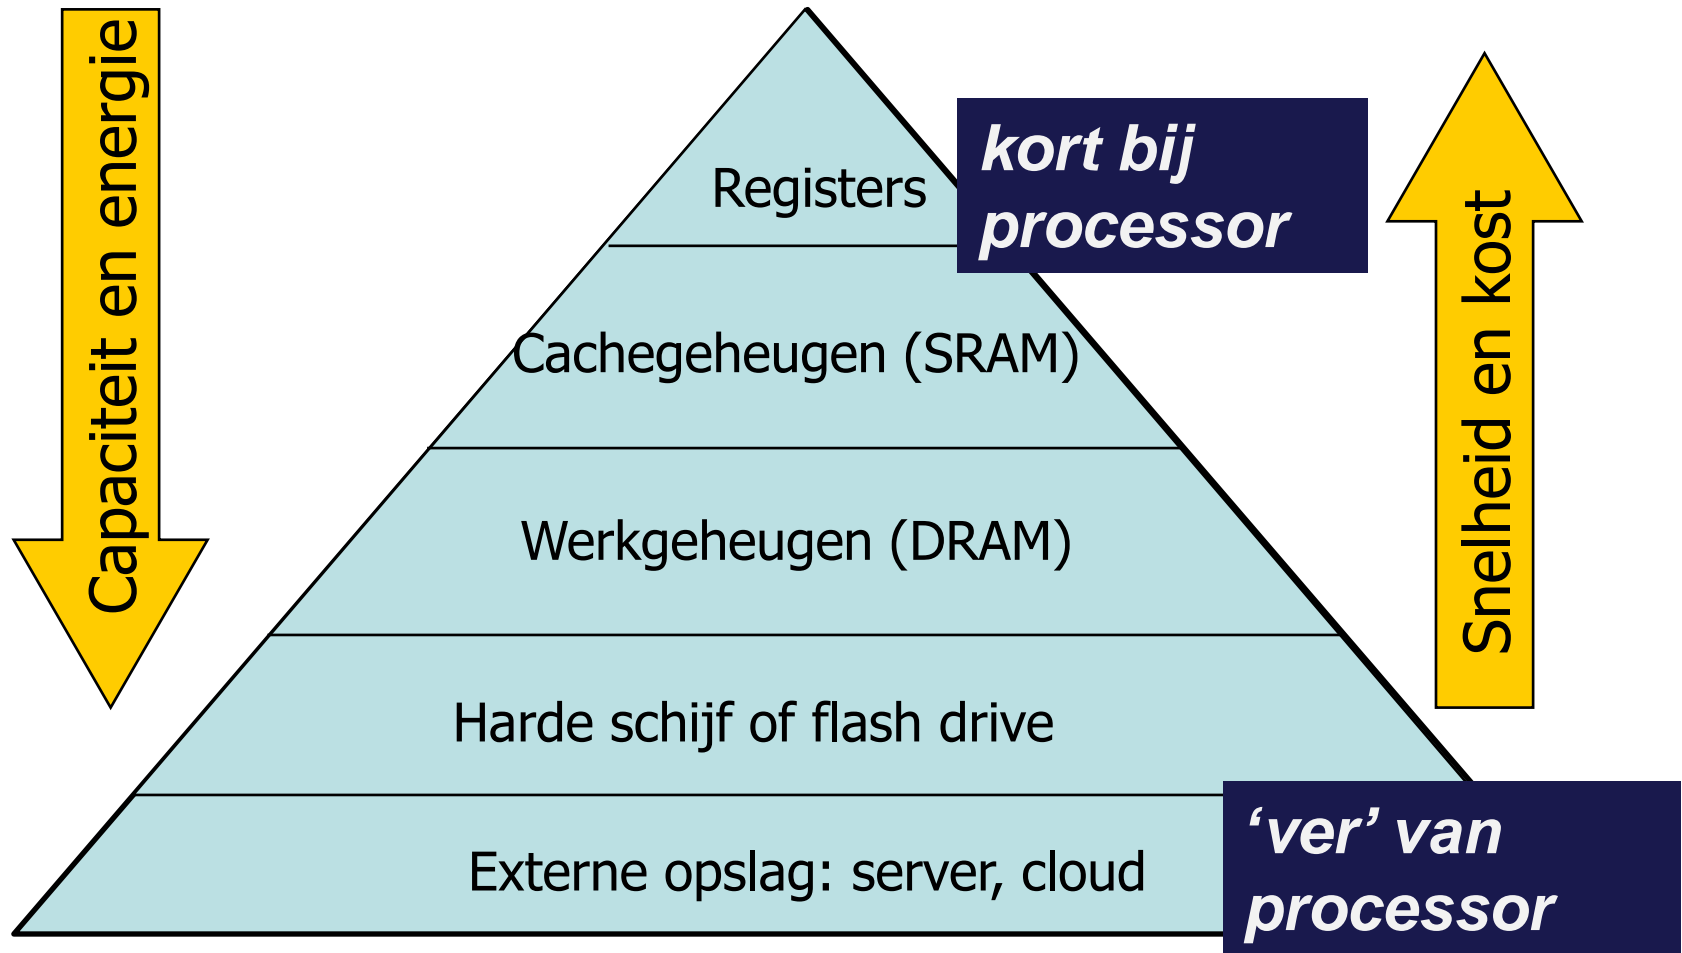 Capaciteit en energie
Registers
kort bij
processor
Cachegeheugen (SRAM)
Werkgeheugen (DRAM)
Harde schijf of flash drive
Externe opslag: server, cloud
‘ver’ van
processor
Snelheid en kost